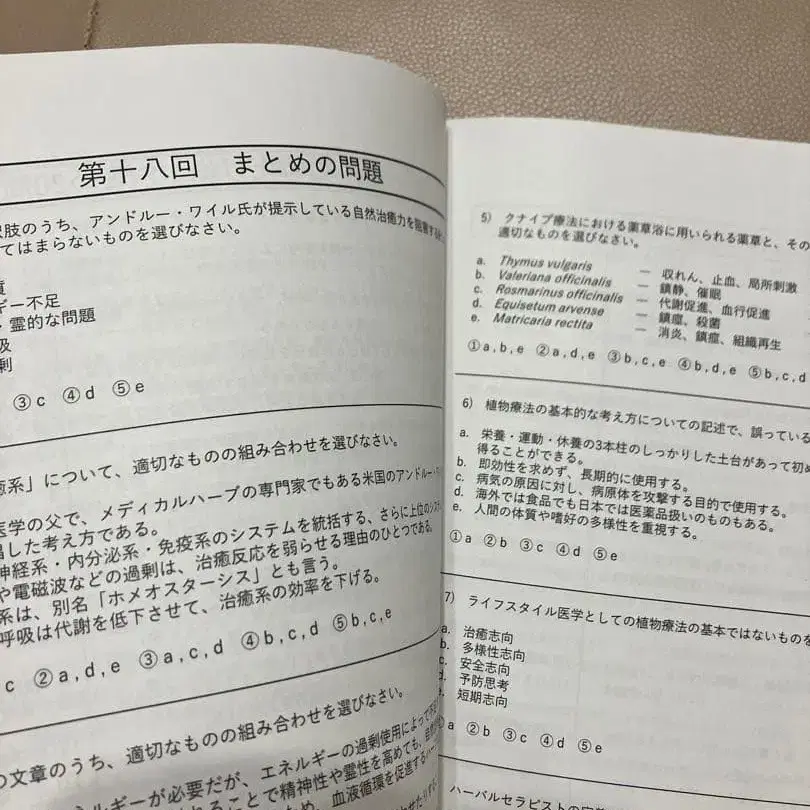 第十八回　まとめの問題
肢のうち、アンドルー・ワイル氏が提示している自然治癒力を阻害する
てはまらないものを選びなさい。
ギー不足
・霊的な問題
吸
剰
③c ④d ⑤e
癒系」について、適切なものの組み合わせを選びなさい。
医学の父で、メディカルハーブの専門家でもある米国のアンドルー・
唱した考え方である。
神経系・内分泌系・免疫系のシステムを統括する、さらに上位のシステ
や電磁波などの過剰は、治癒反応を弱らせる理由のひとつである。
系は、別名「ホメオスターシス」とも言う。
呼吸は代謝を低下させて、治癒系の効率を下げる。
c ②a,d,e ③a,c,d ④b,c,d ⑤b,c,e
の文章のうち、適切なものの組み合わせを選びなさい。
ネルギーが必要だが、エネルギーの過剰使用によって
ることで精神性や霊性を高めても、
め、血液循環を促進する
5) クナイプ療法における薬草浴に用いられる薬草と、その
適切なものを選びなさい。
a. Thymus vulgaris ― 収れん、止血、局所刺激
b. Valeriana officinalis ― 鎮静、催眠
c. Rosmarinus officinalis ― 代謝促進、血行促進
d. Equisetum arvense ― 鎮痙、殺菌
e. Matricaria rectita ― 消炎、鎮痙、組織再生
①a,b,e ②a,d,e ③b,c,e ④b,d,e ⑤b,c,d
6) 植物療法の基本的な考え方についての記述で、誤っている
a. 栄養・運動・休養の3本柱のしっかりした土台があって初め
得ることができる。
b. 即効性を求めず、長期的に使用する。
c. 病気の原因に対し、病原体を攻撃する目的で使用する。
d. 海外では食品でも日本では医薬品扱いのものもある。
e. 人間の体質や嗜好の多様性を重視する。
①a ②b ③c ④d ⑤e
7) ライフスタイル医学としての植物療法の基本ではないものを
a. 治癒志向
b. 多様性志向
c. 安全志向
d. 予防思考
e. 短期志向
a ②b ③c ④d ⑤e
ハーバルセラピストの